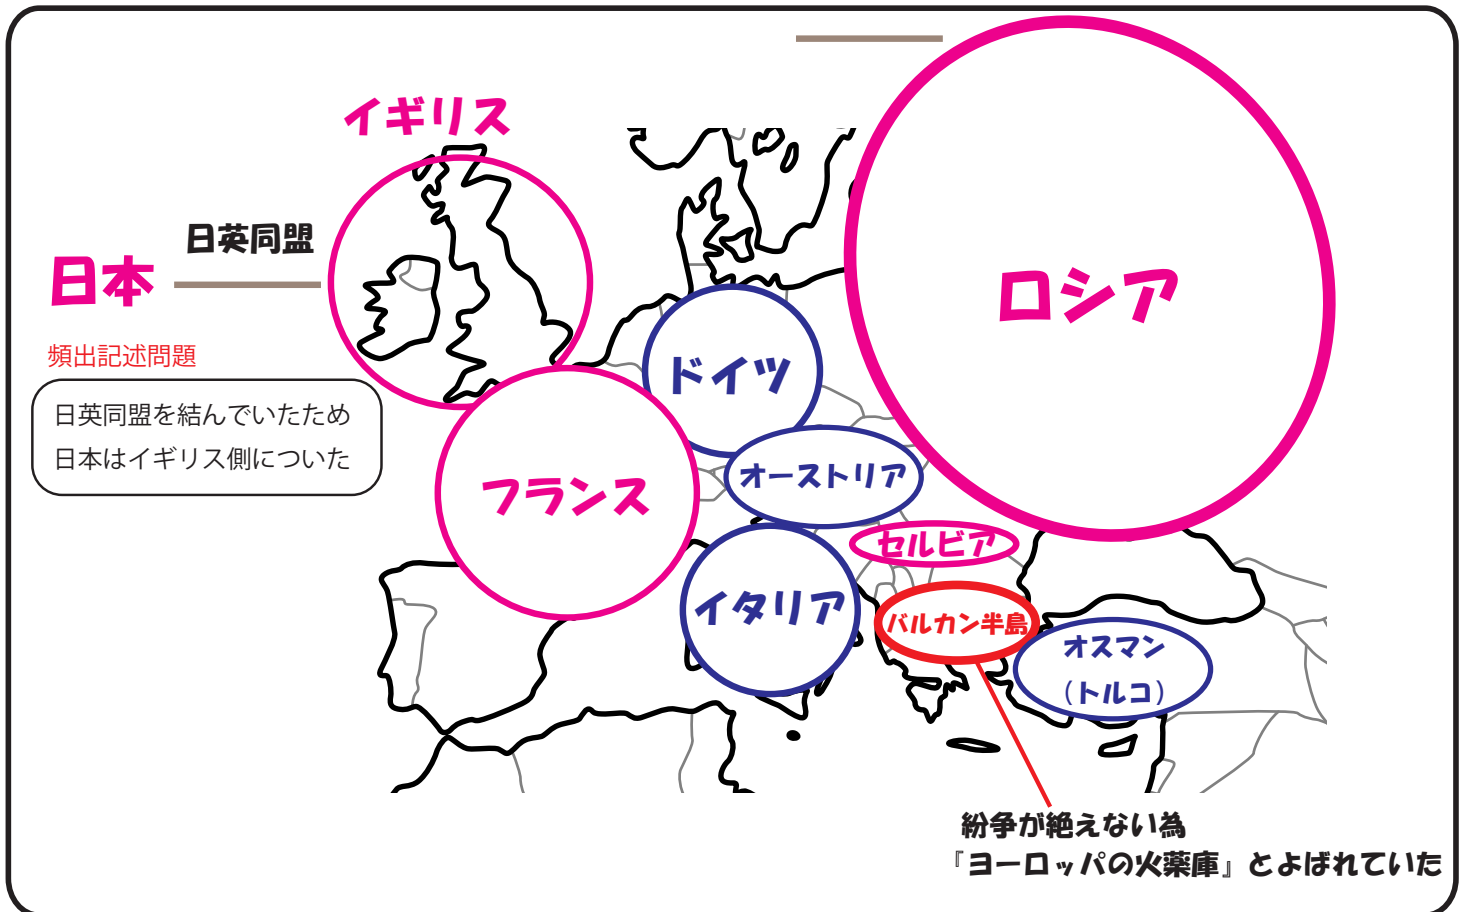 イギリス
日英同盟
日本
ロシア
頻出記述問題
日英同盟を結んでいたため
日本はイギリス側についた
ドイツ
オーストリア
フランス
セルビア
イタリア
バルカン半島
オスマン
(トルコ)
紛争が絶えない為
『ヨーロッパの火薬庫』とよばれていた